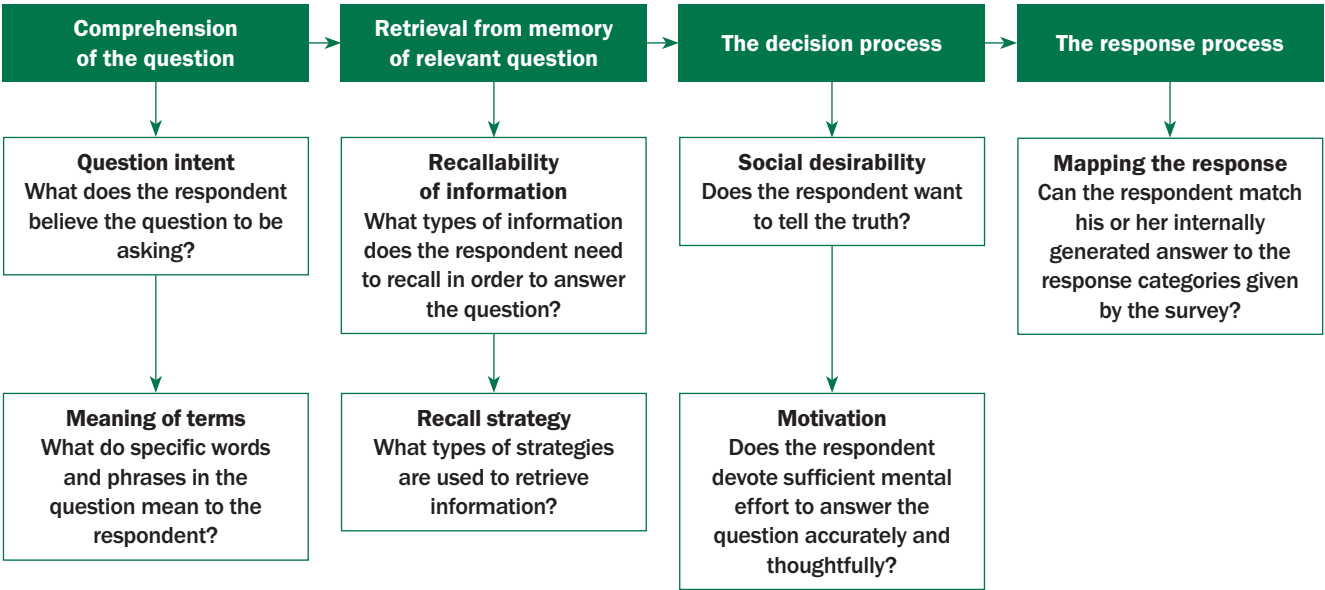 Comprehension
of the question
Retrieval from memory
of relevant question
The decision process
The response process
Question intent
What does the respondent
believe the question to be
asking?
Recallability
of information
What types of information
does the respondent need
to recall in order to answer
the question?
Social desirability
Does the respondent want
to tell the truth?
Mapping the response
Can the respondent match
his or her internally
generated answer to the
response categories given
by the survey?
Meaning of terms
What do specific words
and phrases in the
question mean to the
respondent?
Recall strategy
What types of strategies
are used to retrieve
information?
Motivation
Does the respondent
devote sufficient mental
effort to answer the
question accurately and
thoughtfully?